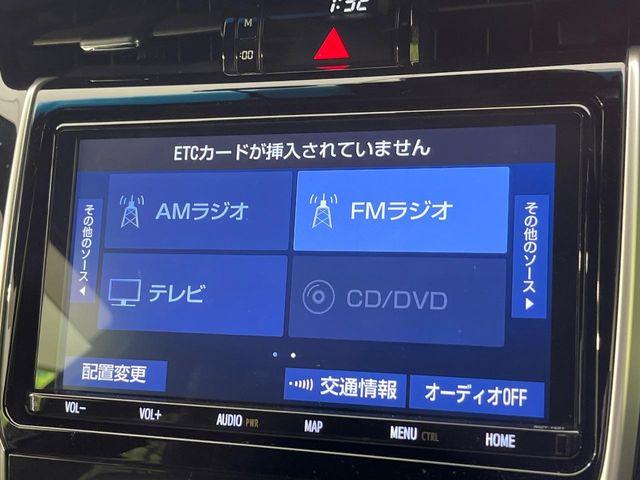 1:32
M
:00
ETCカードが挿入されていません
その他のソース◀
AMラジオ
FMラジオ
その他のソース▶
テレビ
CD/DVD
配置変更
交通情報
オーディオOFF
VOL−
VOL+
AUDIO PWR
MAP
MENU CTRL
HOME